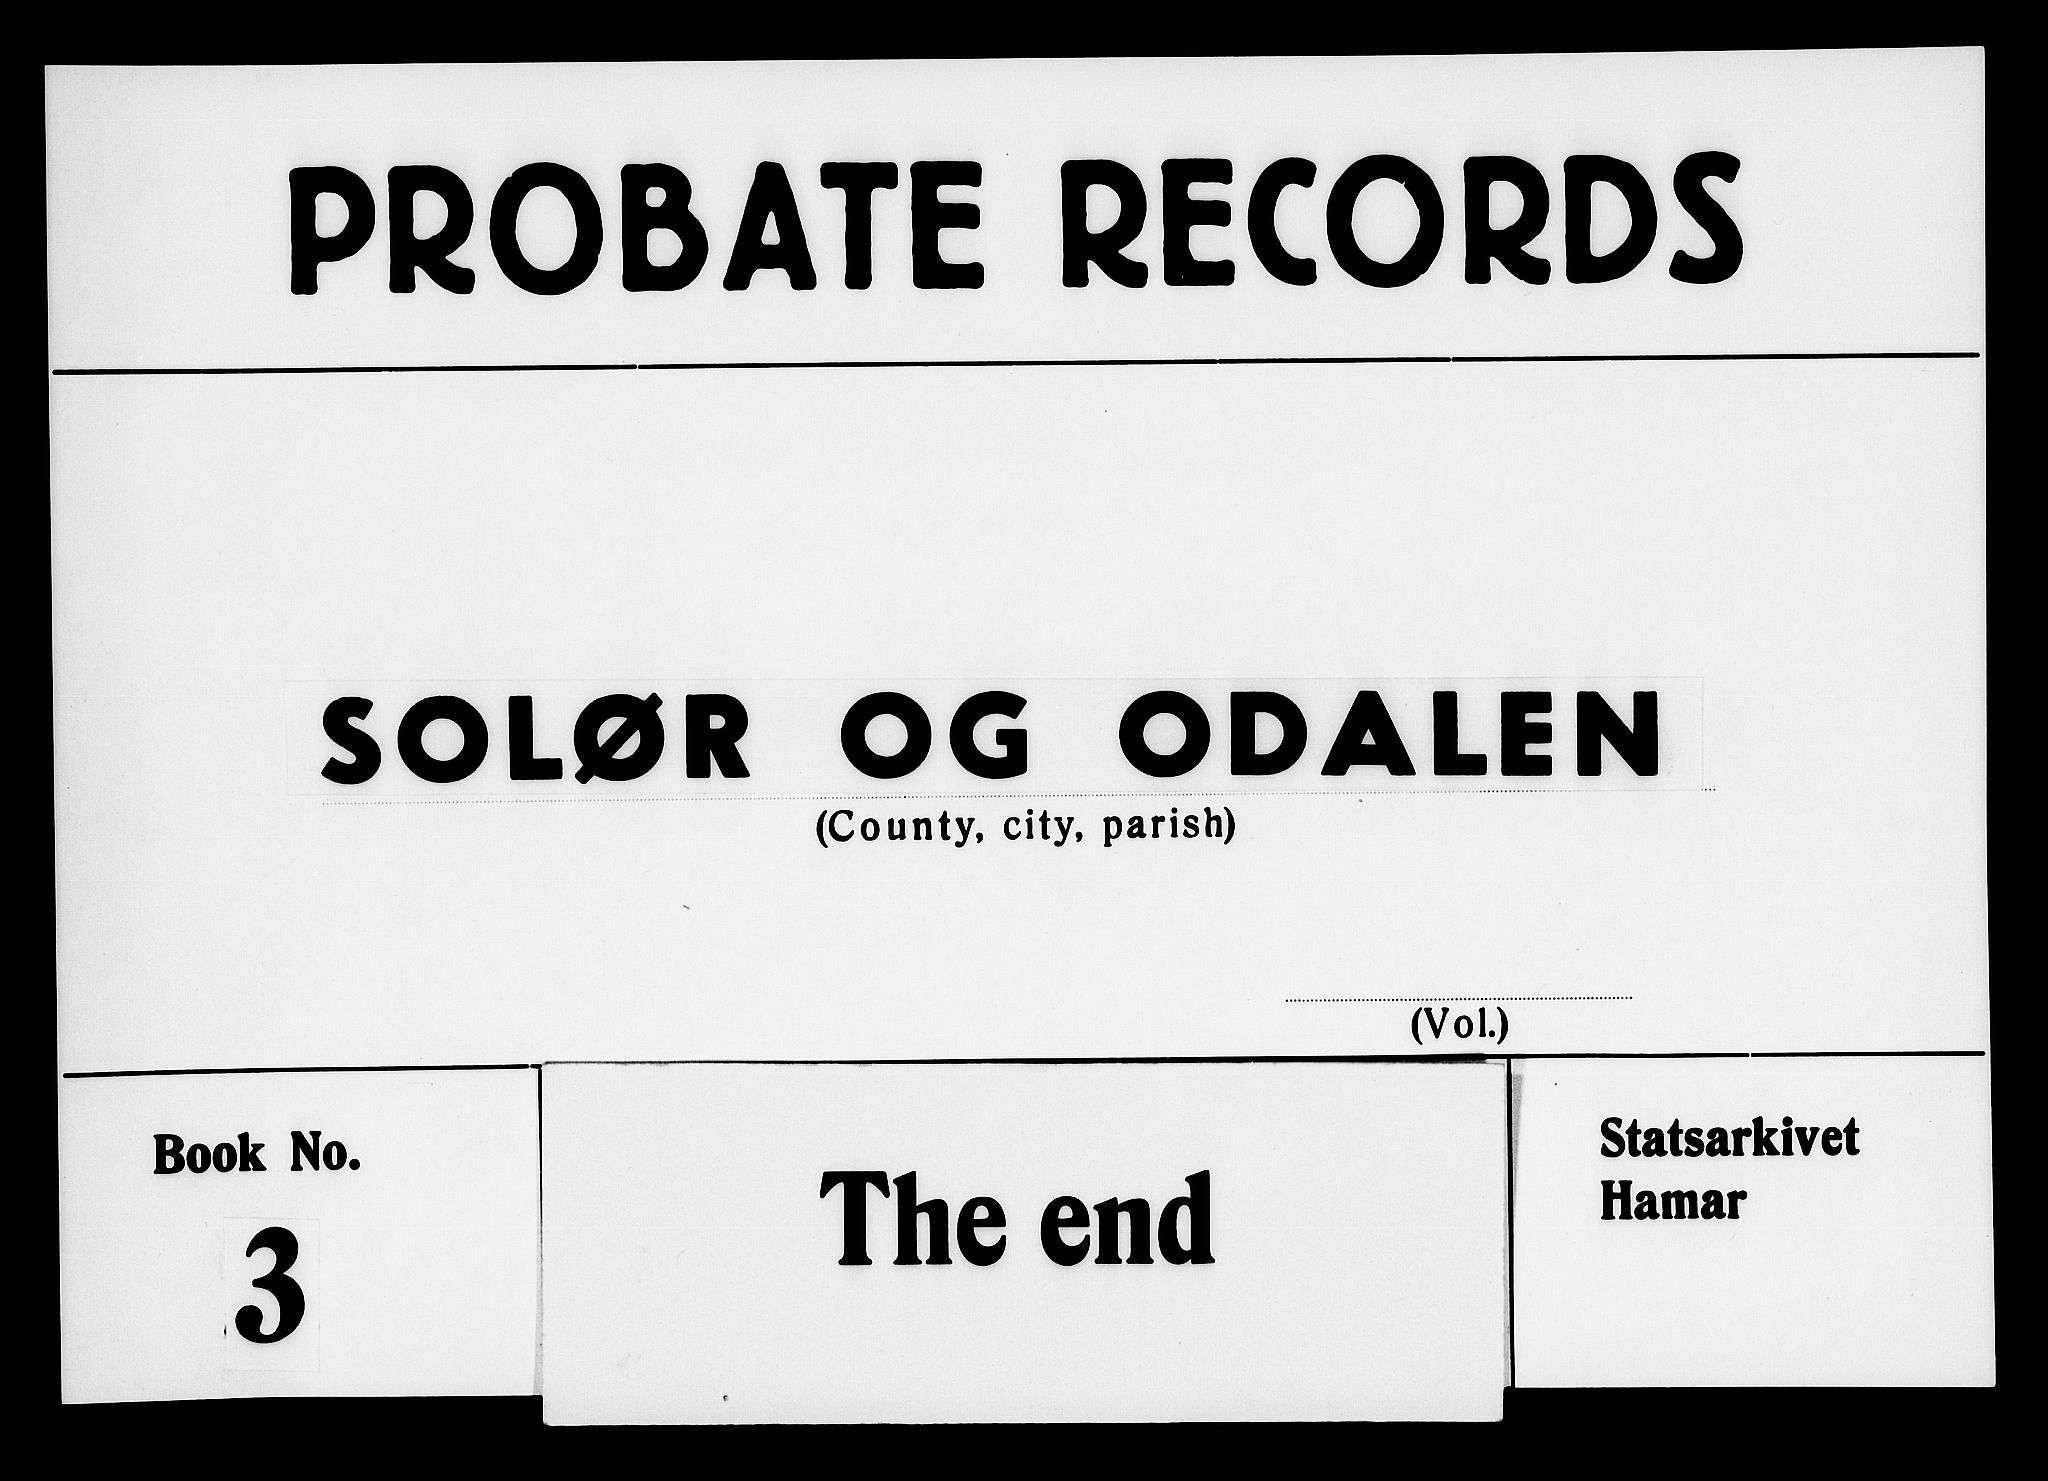 PROBATE RECORDS
SOLØR OG ODALEN
(County, city, parish)
(Vol.)
Book No.
3
The end
Statsarkivet
Hamar